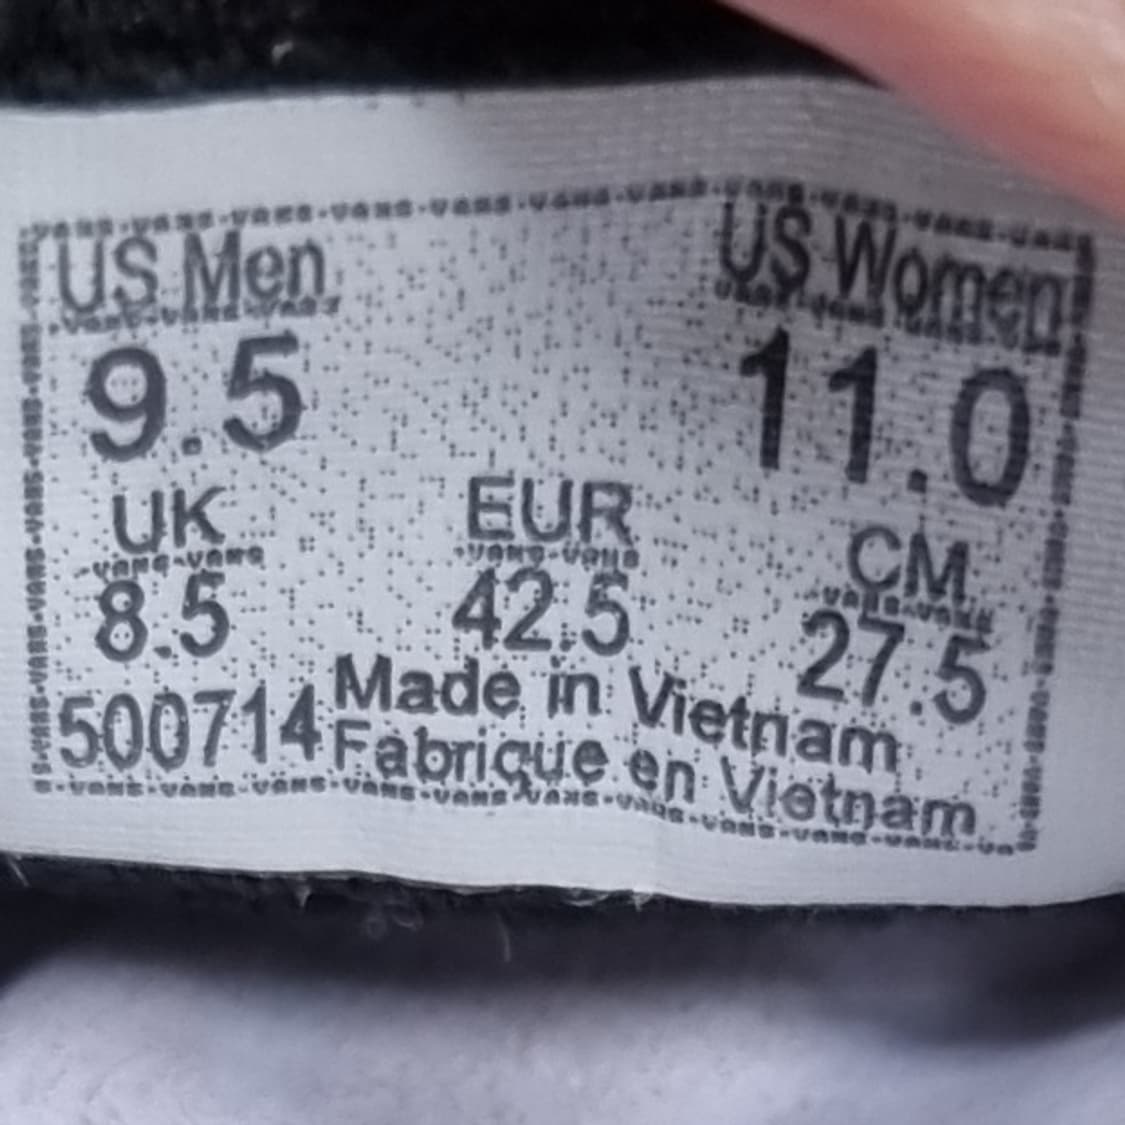 US Men US Women
9.5 11.0
UK EUR CM
8.5 42.5 27.5
500714 Made in Vietnam
Fabrique en Vietnam